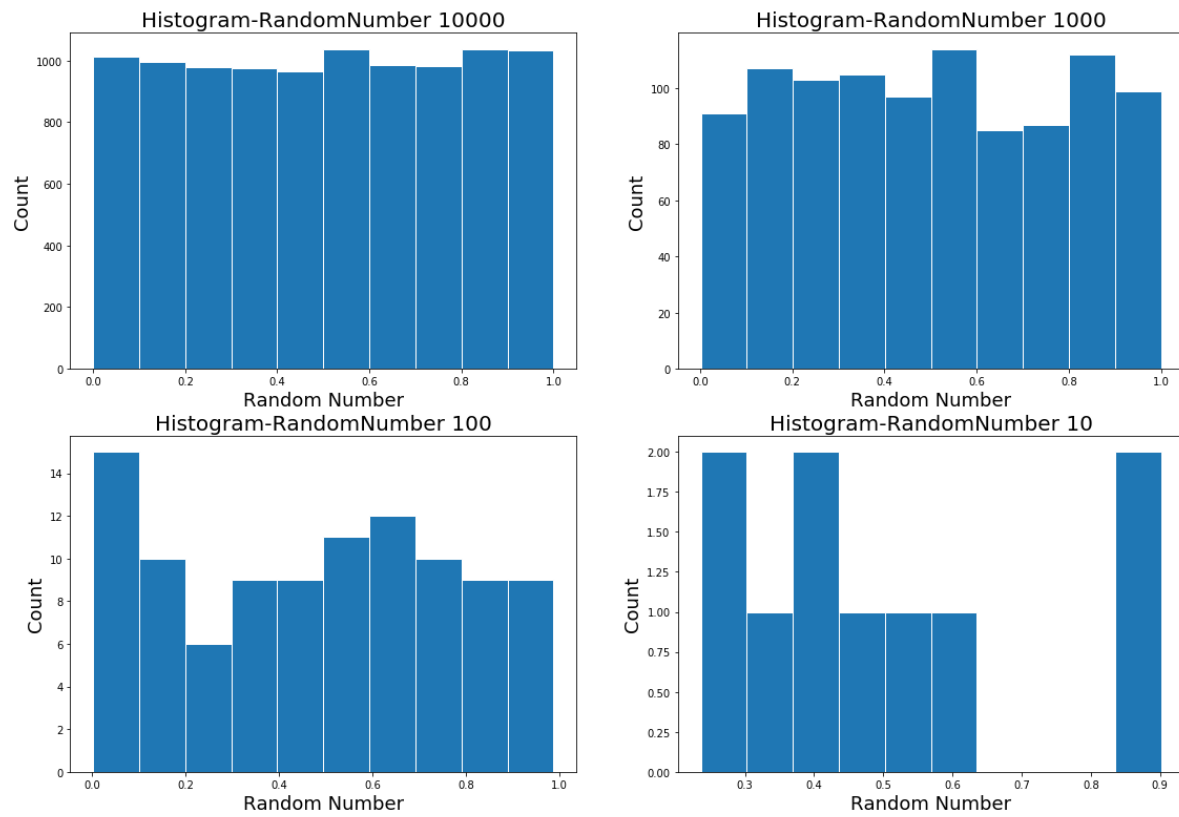 Histogram-RandomNumber 10000
1000
800
600
400
200
0
Count
0.0 0.2 0.4 0.6 0.8 1.0
Random Number
Histogram-RandomNumber 1000
100
80
60
40
20
0
Count
0.0 0.2 0.4 0.6 0.8 1.0
Random Number
Histogram-RandomNumber 100
14
12
10
8
6
4
2
0
Count
0.0 0.2 0.4 0.6 0.8 1.0
Random Number
Histogram-RandomNumber 10
2.00
1.75
1.50
1.25
1.00
0.75
0.50
0.25
0.00
Count
0.3 0.4 0.5 0.6 0.7 0.8 0.9
Random Number